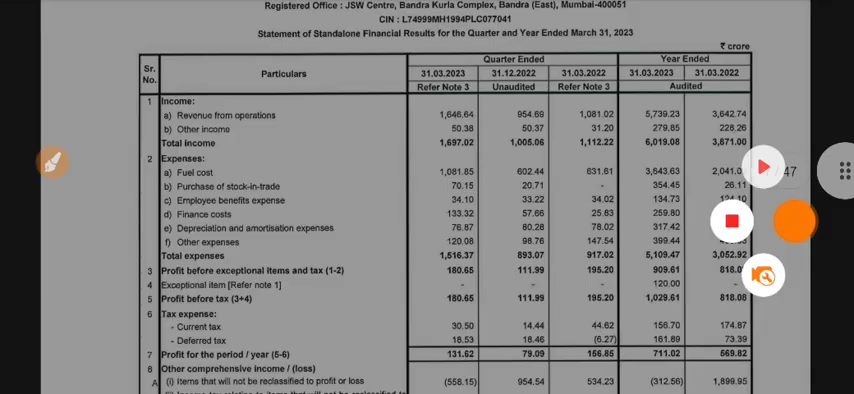 Registered Office : JSW Centre, Bandra Kurla Complex, Bandra (East), Mumbai-400051
CIN : L74999MH1994PLC077041
Statement of Standalone Financial Results for the Quarter and Year Ended March 31, 2023
₹ crore
Sr. No. Particulars Quarter Ended Year Ended
31.03.2023 31.12.2022 31.03.2022 31.03.2023 31.03.2022
Refer Note 3 Unaudited Refer Note 3 Audited
1 Income:
a) Revenue from operations 1,646.64 954.69 1,081.02 5,739.23 3,642.74
b) Other income 50.38 50.37 31.20 279.85 228.26
Total income 1,697.02 1,005.06 1,112.22 6,019.08 3,871.00
2 Expenses:
a) Fuel cost 1,081.85 602.44 631.61 3,643.63 / 47
b) Purchase of stock-in-trade 70.15 20.71 - 354.45 26.11
c) Employee benefits expense 34.10 33.22 34.02 134.73 124.10
d) Finance costs 133.32 57.66 25.83 259.80
e) Depreciation and amortisation expenses 76.87 80.28 78.02 317.42
f) Other expenses 120.08 98.76 147.54 399.44
Total expenses 1,516.37 893.07 917.02 5,109.47 3,052.92
3 Profit before exceptional items and tax (1-2) 180.65 111.99 195.20 909.61
4 Exceptional item [Refer note 1] - - - 120.00 -
5 Profit before tax (3+4) 180.65 111.99 195.20 1,029.61 818.08
6 Tax expense:
- Current tax 30.50 14.44 44.62 156.70 174.87
- Deferred tax 18.53 18.46 (6.27) 161.89 73.39
7 Profit for the period / year (5-6) 131.62 79.09 156.85 711.02 569.82
8 Other comprehensive income / (loss)
A (i) Items that will not be reclassified to profit or loss (558.15) 954.54 534.23 (312.56) 1,899.95